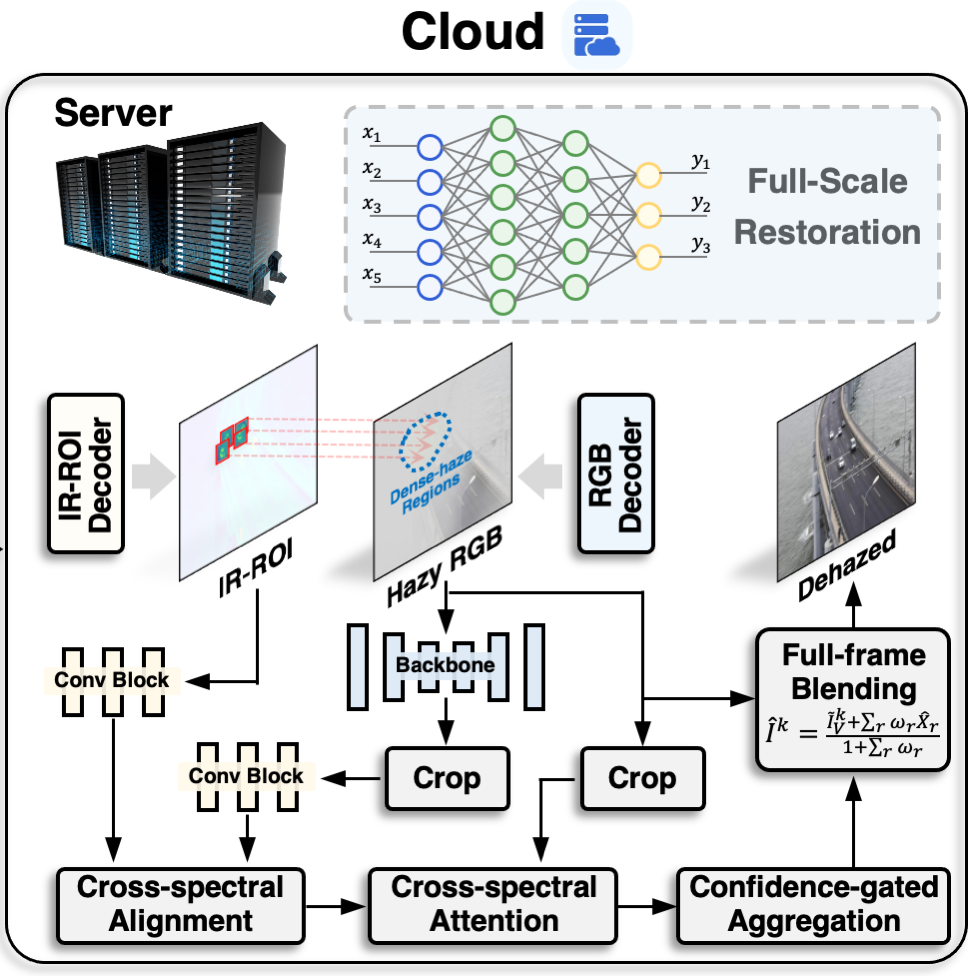 Cloud
Server
x₁
x₂
x₃
x₄
x₅
y₁
y₂
y₃
Full-Scale
Restoration
IR-ROI
Decoder
IR-ROI
Dense-haze
Regions
Hazy RGB
RGB
Decoder
Dehazed
Conv Block
Backbone
Conv Block
Crop
Crop
Full-frame
Blending
Î^k = (Ĩ_V^k + ∑_r ω_r X̂_r) / (1 + ∑_r ω_r)
Cross-spectral
Alignment
Cross-spectral
Attention
Confidence-gated
Aggregation